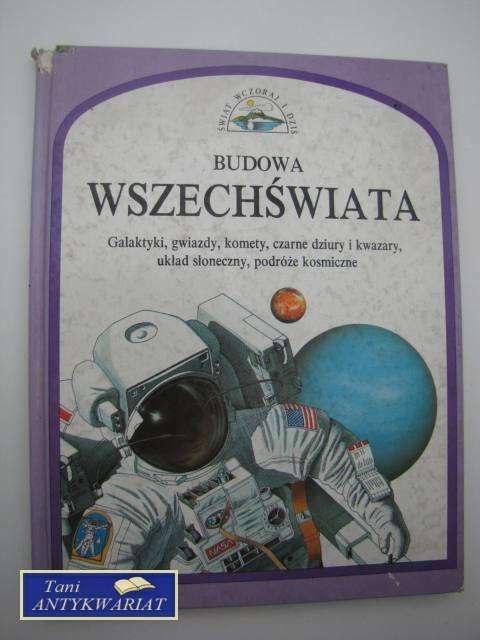 ŚWIAT WCZORAJ I DZIŚ
BUDOWA
WSZECHŚWIATA
Galaktyki, gwiazdy, komety, czarne dziury i kwazary,
układ słoneczny, podróże kosmiczne
NASA
Tani
ANTYKWARIAT